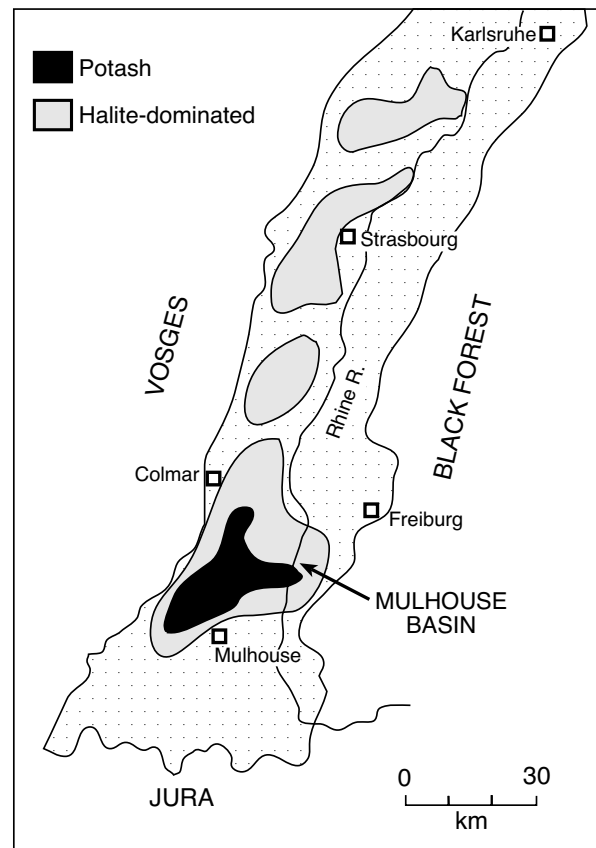 Karlsruhe
Potash
Halite-dominated
Strasbourg
VOSGES
BLACK FOREST
Rhine R.
Colmar
Freiburg
MULHOUSE
BASIN
Mulhouse
JURA
0 30
km